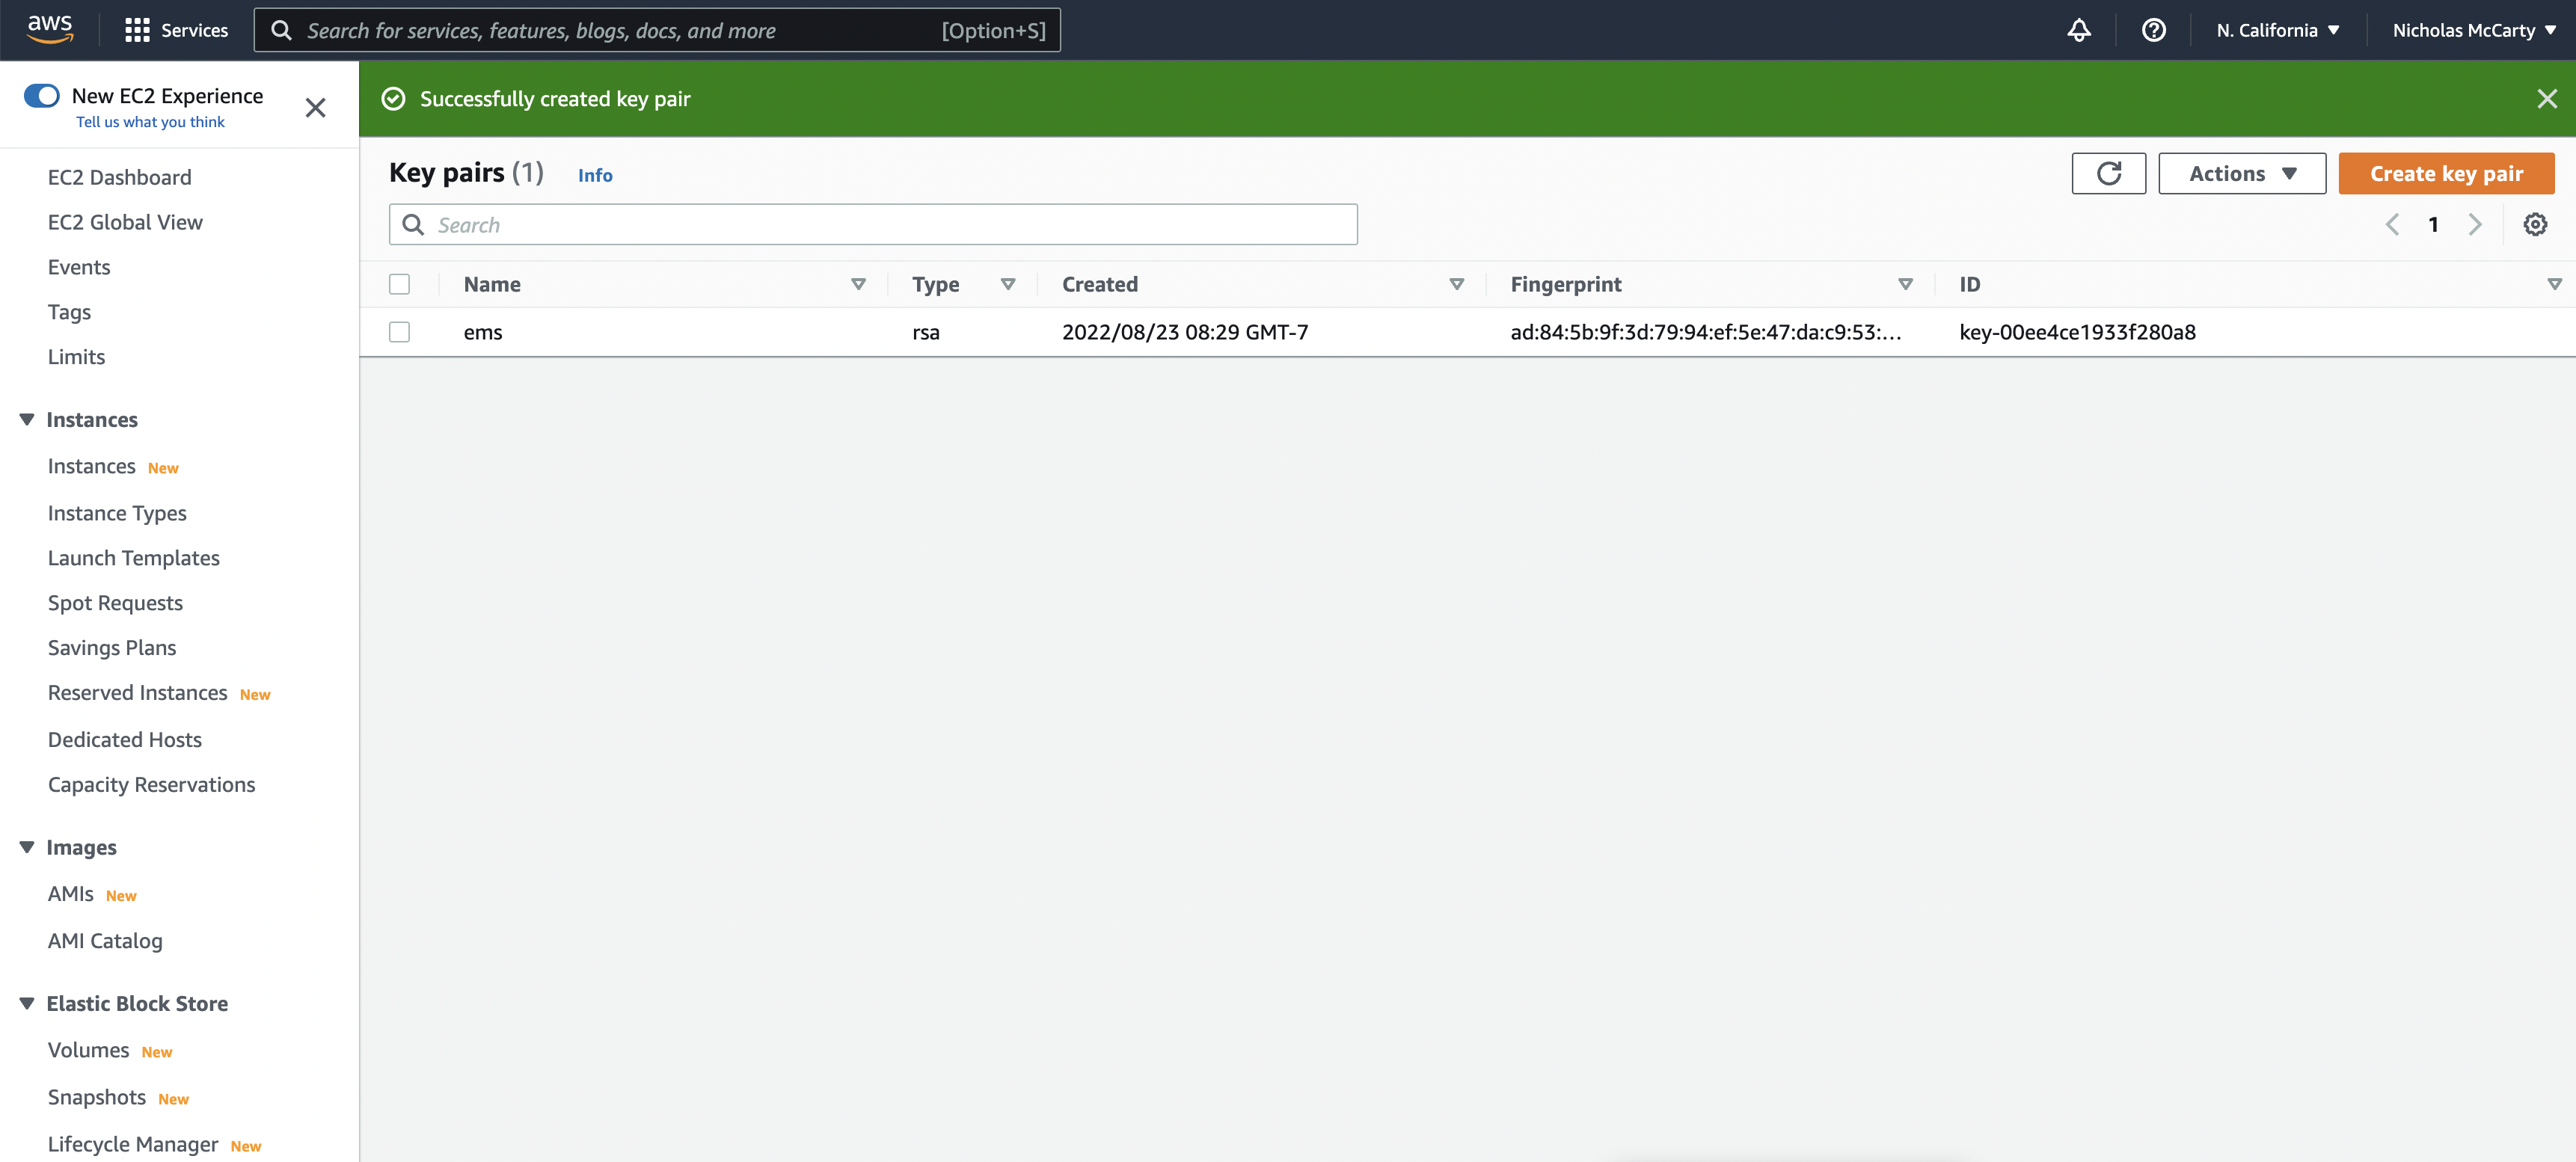 aws Services Search for services, features, blogs, docs, and more [Option+S] N. California Nicholas McCarty
New EC2 Experience
Tell us what you think
EC2 Dashboard
EC2 Global View
Events
Tags
Limits
Instances
Instances New
Instance Types
Launch Templates
Spot Requests
Savings Plans
Reserved Instances New
Dedicated Hosts
Capacity Reservations
Images
AMIs New
AMI Catalog
Elastic Block Store
Volumes New
Snapshots New
Lifecycle Manager New
Successfully created key pair
Key pairs (1) Info Actions Create key pair
Search 1
Name Type Created Fingerprint ID
ems rsa 2022/08/23 08:29 GMT-7 ad:84:5b:9f:3d:79:94:ef:5e:47:da:c9:53:... key-00ee4ce1933f280a8